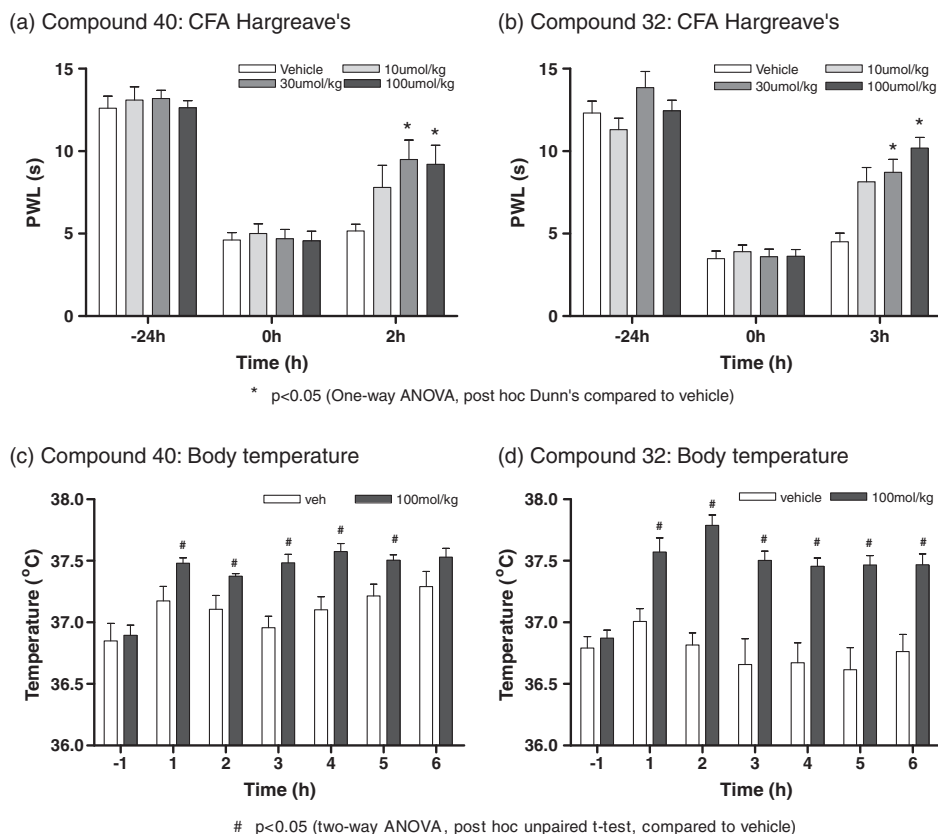 (a) Compound 40: CFA Hargreave's
Vehicle 10umol/kg
30umol/kg 100umol/kg
15
10
5
0
PWL (s)
* *
-24h 0h 2h
Time (h)
(b) Compound 32: CFA Hargreave's
Vehicle 10umol/kg
30umol/kg 100umol/kg
15
10
5
0
PWL (s)
* *
-24h 0h 3h
Time (h)
* p<0.05 (One-way ANOVA, post hoc Dunn's compared to vehicle)
(c) Compound 40: Body temperature
veh 100mol/kg
38.0
37.5
37.0
36.5
36.0
Temperature (°C)
# # # # #
-1 1 2 3 4 5 6
Time (h)
(d) Compound 32: Body temperature
vehicle 100mol/kg
38.0
37.5
37.0
36.5
36.0
Temperature (°C)
# # # # # #
-1 1 2 3 4 5 6
Time (h)
# p<0.05 (two-way ANOVA, post hoc unpaired t-test, compared to vehicle)